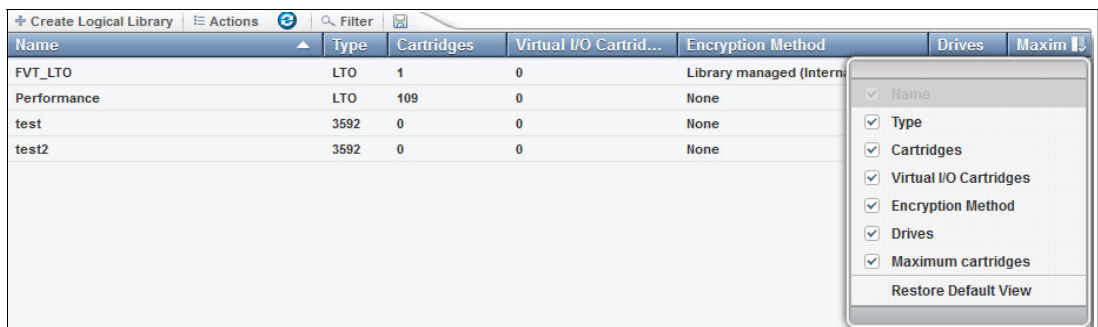 Create Logical Library Actions Filter
Name Type Cartridges Virtual I/O Cartrid... Encryption Method Drives Maxim
FVT_LTO LTO 1 0 Library managed (Interna
Performance LTO 109 0 None
test 3592 0 0 None
test2 3592 0 0 None
Name
Type
Cartridges
Virtual I/O Cartridges
Encryption Method
Drives
Maximum cartridges
Restore Default View